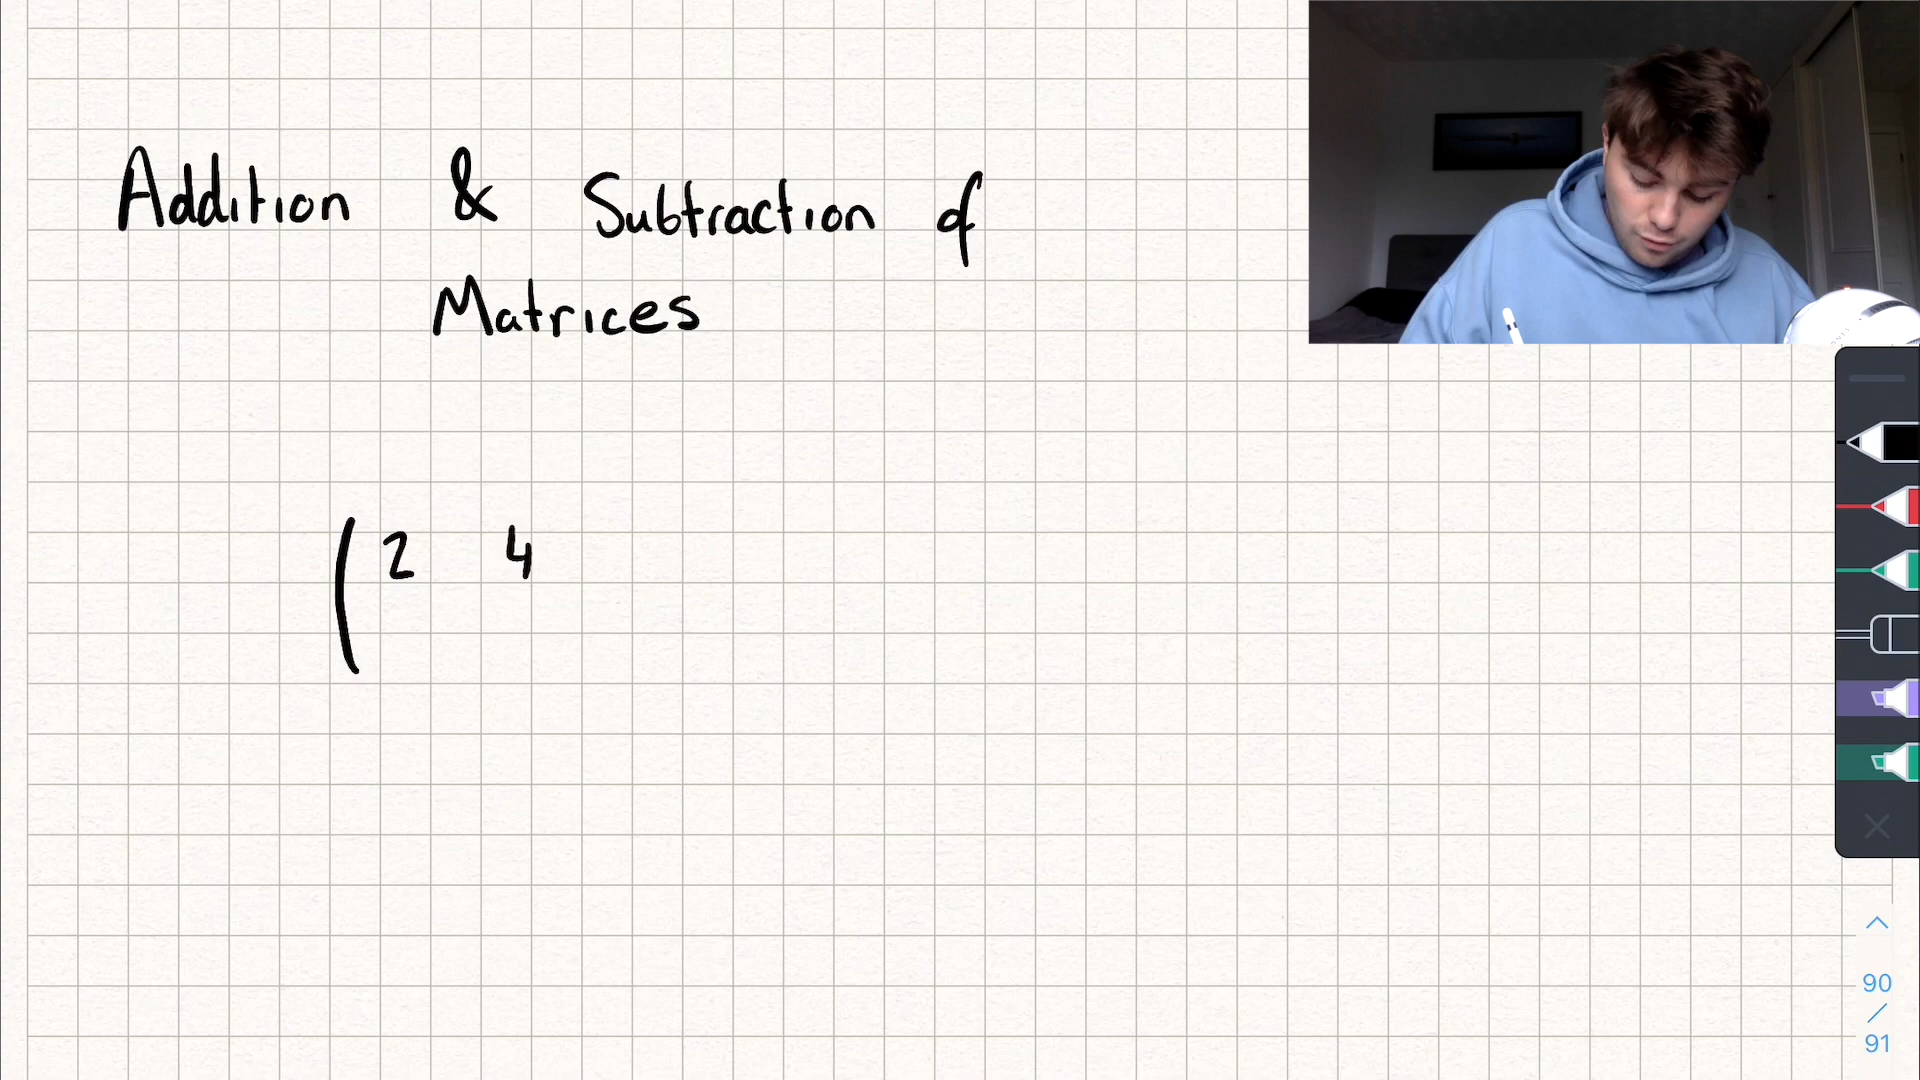 Addition & Subtraction of
Matrices
( 2 4
90
/
91